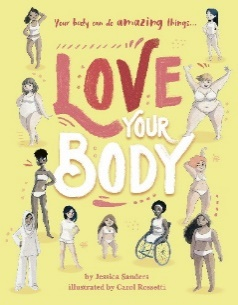 Your body can do amazing things...
LOVE
YOUR
BODY
by Jessica Sanders
illustrated by Carol Rossetti